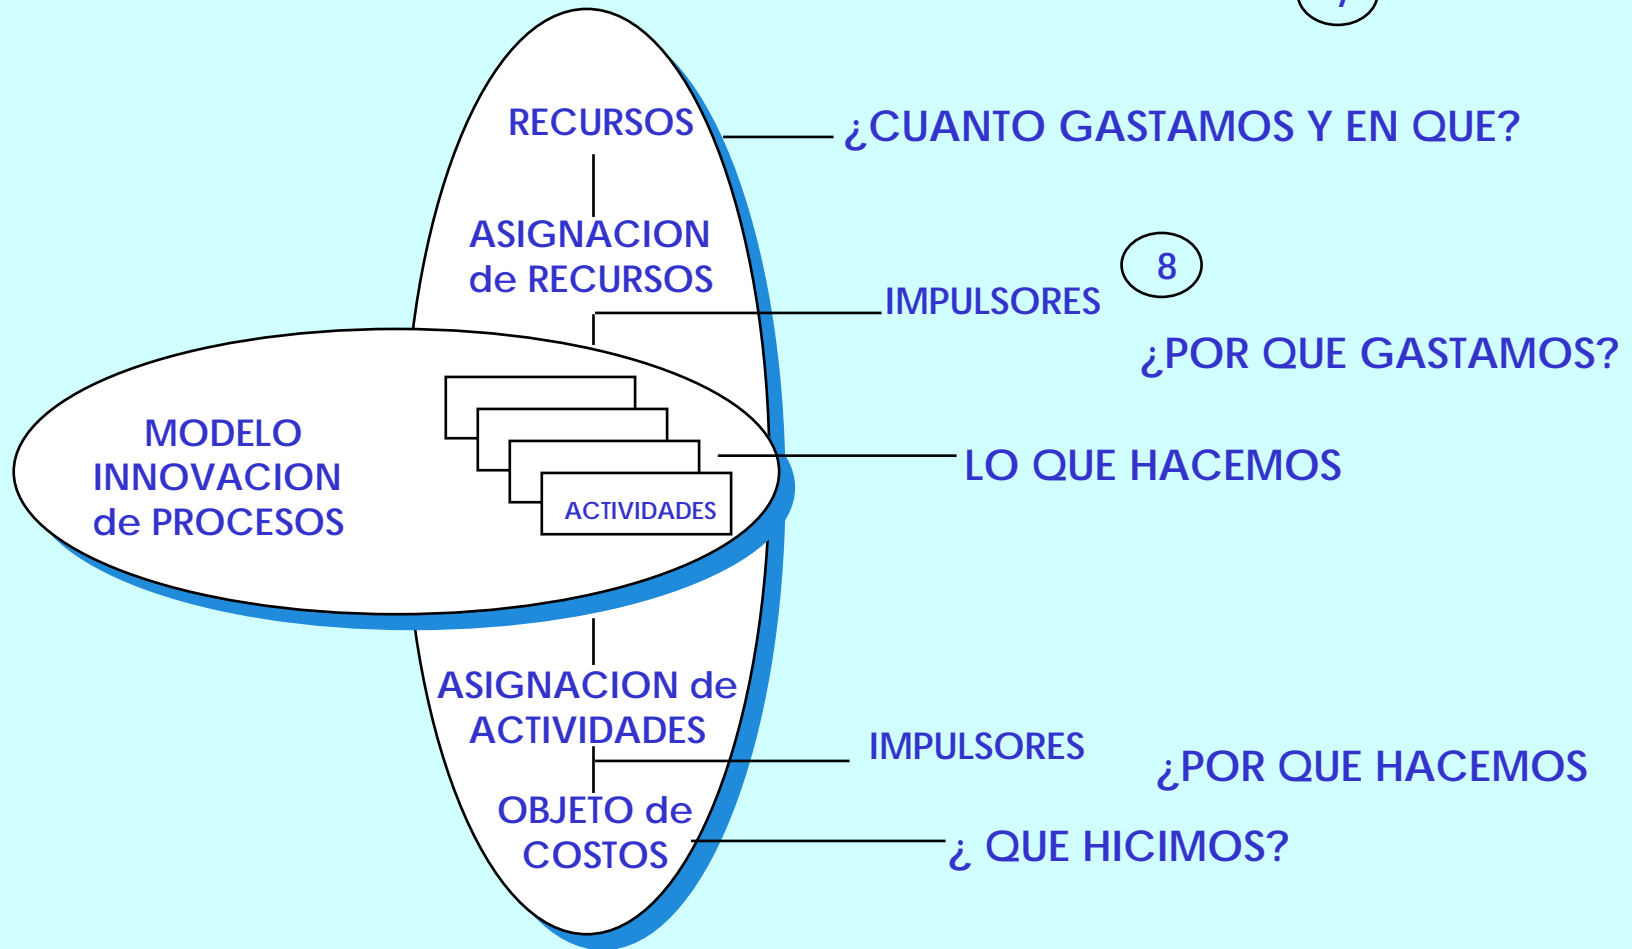 RECURSOS
¿CUANTO GASTAMOS Y EN QUE?
ASIGNACION
de RECURSOS
8
IMPULSORES
¿POR QUE GASTAMOS?
MODELO
INNOVACION
de PROCESOS
ACTIVIDADES
LO QUE HACEMOS
ASIGNACION de
ACTIVIDADES
IMPULSORES
¿POR QUE HACEMOS
OBJETO de
COSTOS
¿ QUE HICIMOS?